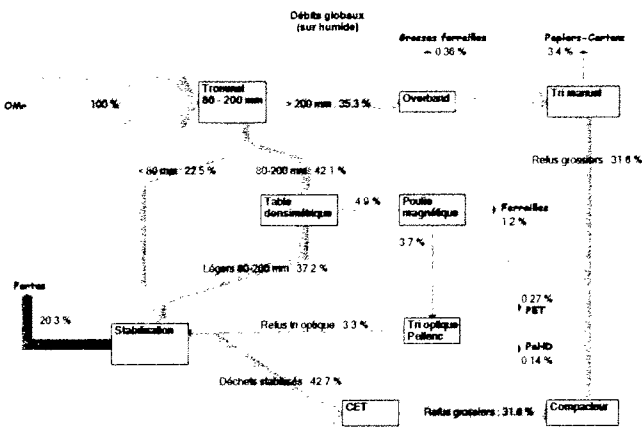 Débits globaux
(sur humide)
Grosses ferrailles
0.36 %
Papiers-Cartons
3.4 %
OMr
100 %
Trommel
80 - 200 mm
> 200 mm : 35.3 %
Overband
Tri manuel
Refus grossiers : 31.6 %
< 80 mm : 22.5 %
80-200 mm : 42.1 %
Table
densimétrique
4.9 %
Poulie
magnétique
Ferrailles
1.2 %
3.7 %
Légers 80-200 mm : 37.2 %
Pertes
20.3 %
Stabilisation
Refus tri optique : 3.3 %
Tri optique
Pellenc
0.27 %
PET
PeHD
0.14 %
Déchets stabilisés : 42.7 %
CET
Refus grossiers : 31.6 %
Compacteur